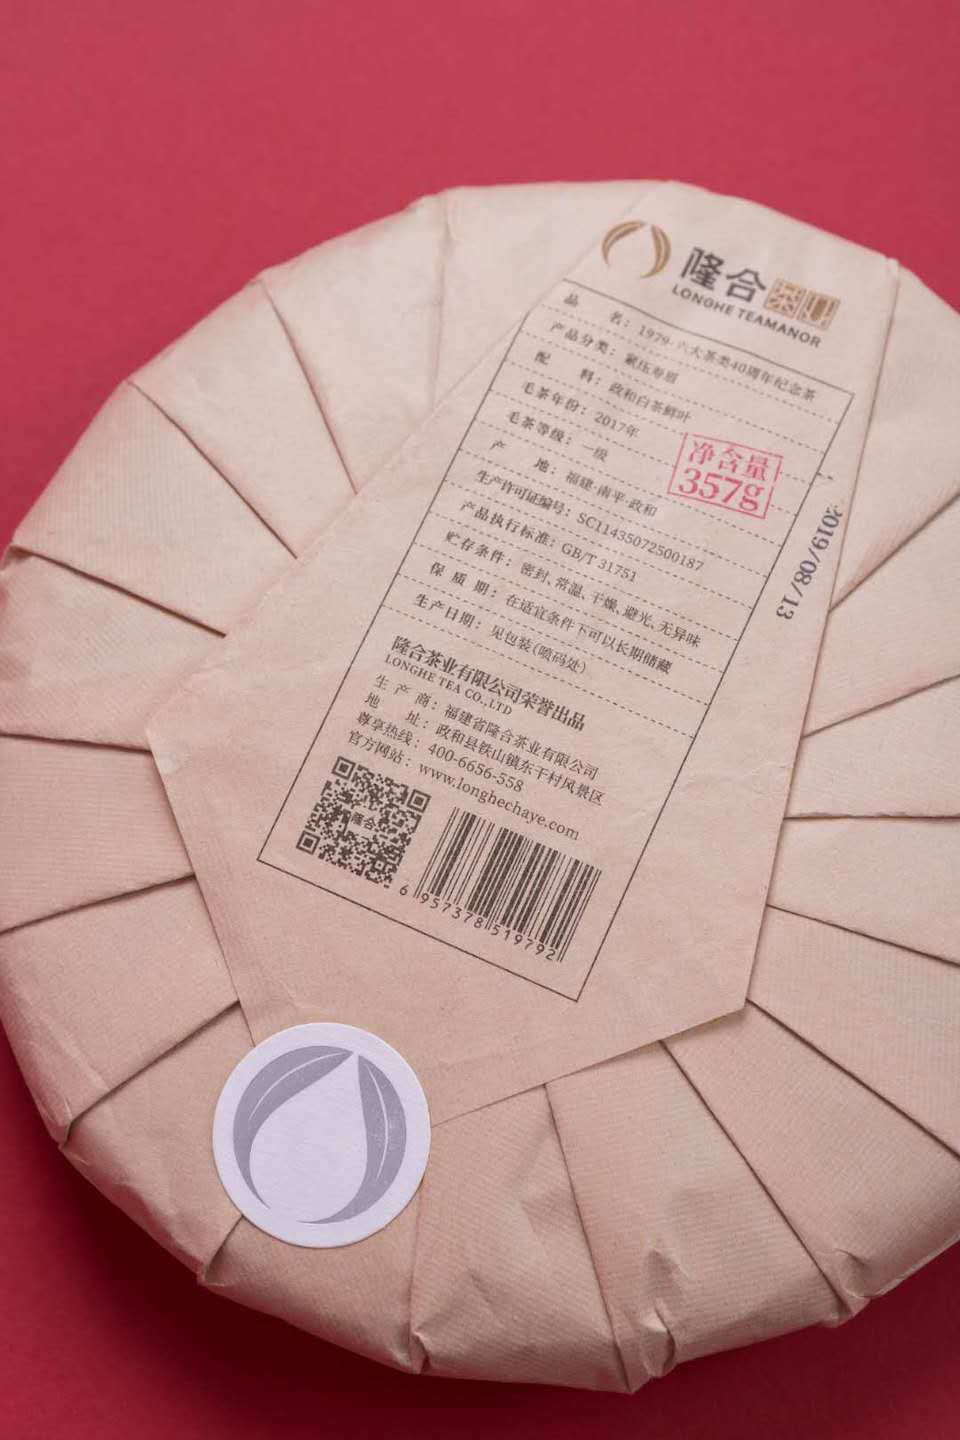 隆合
LONGHE TEAMANOR
品 名：1979·六大茶类40周年纪念茶
产品分类：紧压寿眉
配 料：政和白茶鲜叶
毛茶年份：2017年
毛茶等级：一级
产 地：福建·南平·政和
净含量
357g
生产许可证编号：SC11435072500187
产品执行标准：GB/T 31751
贮存条件：密封、常温、干燥、避光、无异味
保 质 期：在适宜条件下可以长期储藏
生产日期：见包装（喷码处）
2019/08/13
隆合茶业有限公司荣誉出品
LONGHE TEA CO.,LTD
生 产 商：福建省隆合茶业有限公司
地 址：政和县铁山镇东千村风景区
尊享热线：400-6656-558
官方网站：www.longhechaye.com
隆合
6 957378 519792